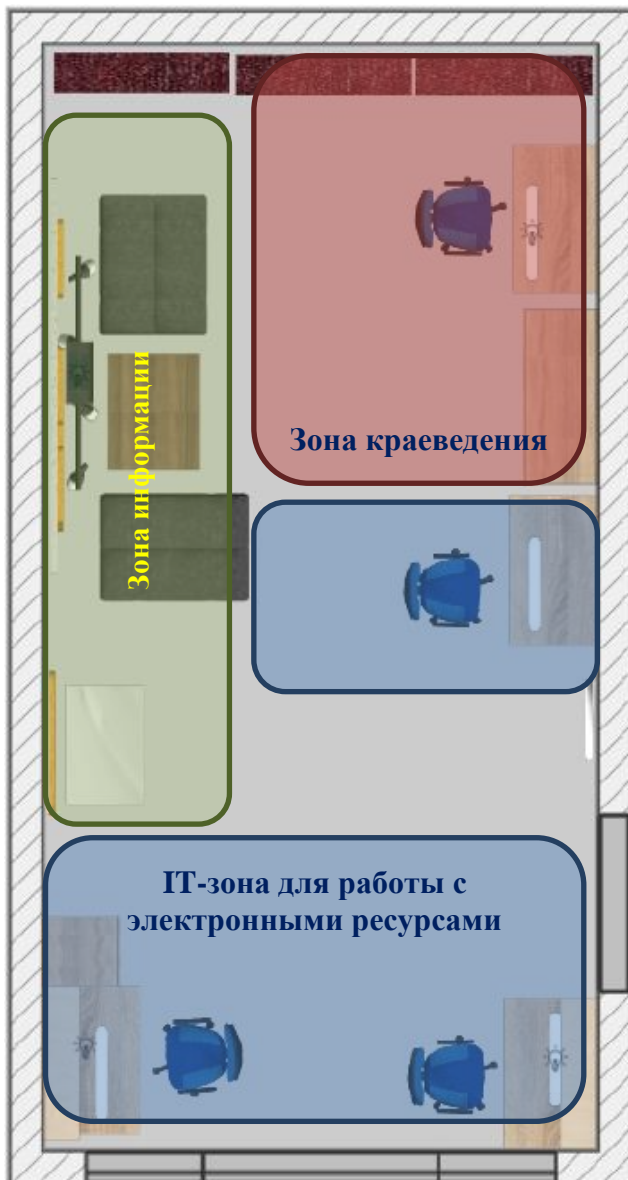 Зона информации
Зона краеведения
IT-зона для работы с
электронными ресурсами